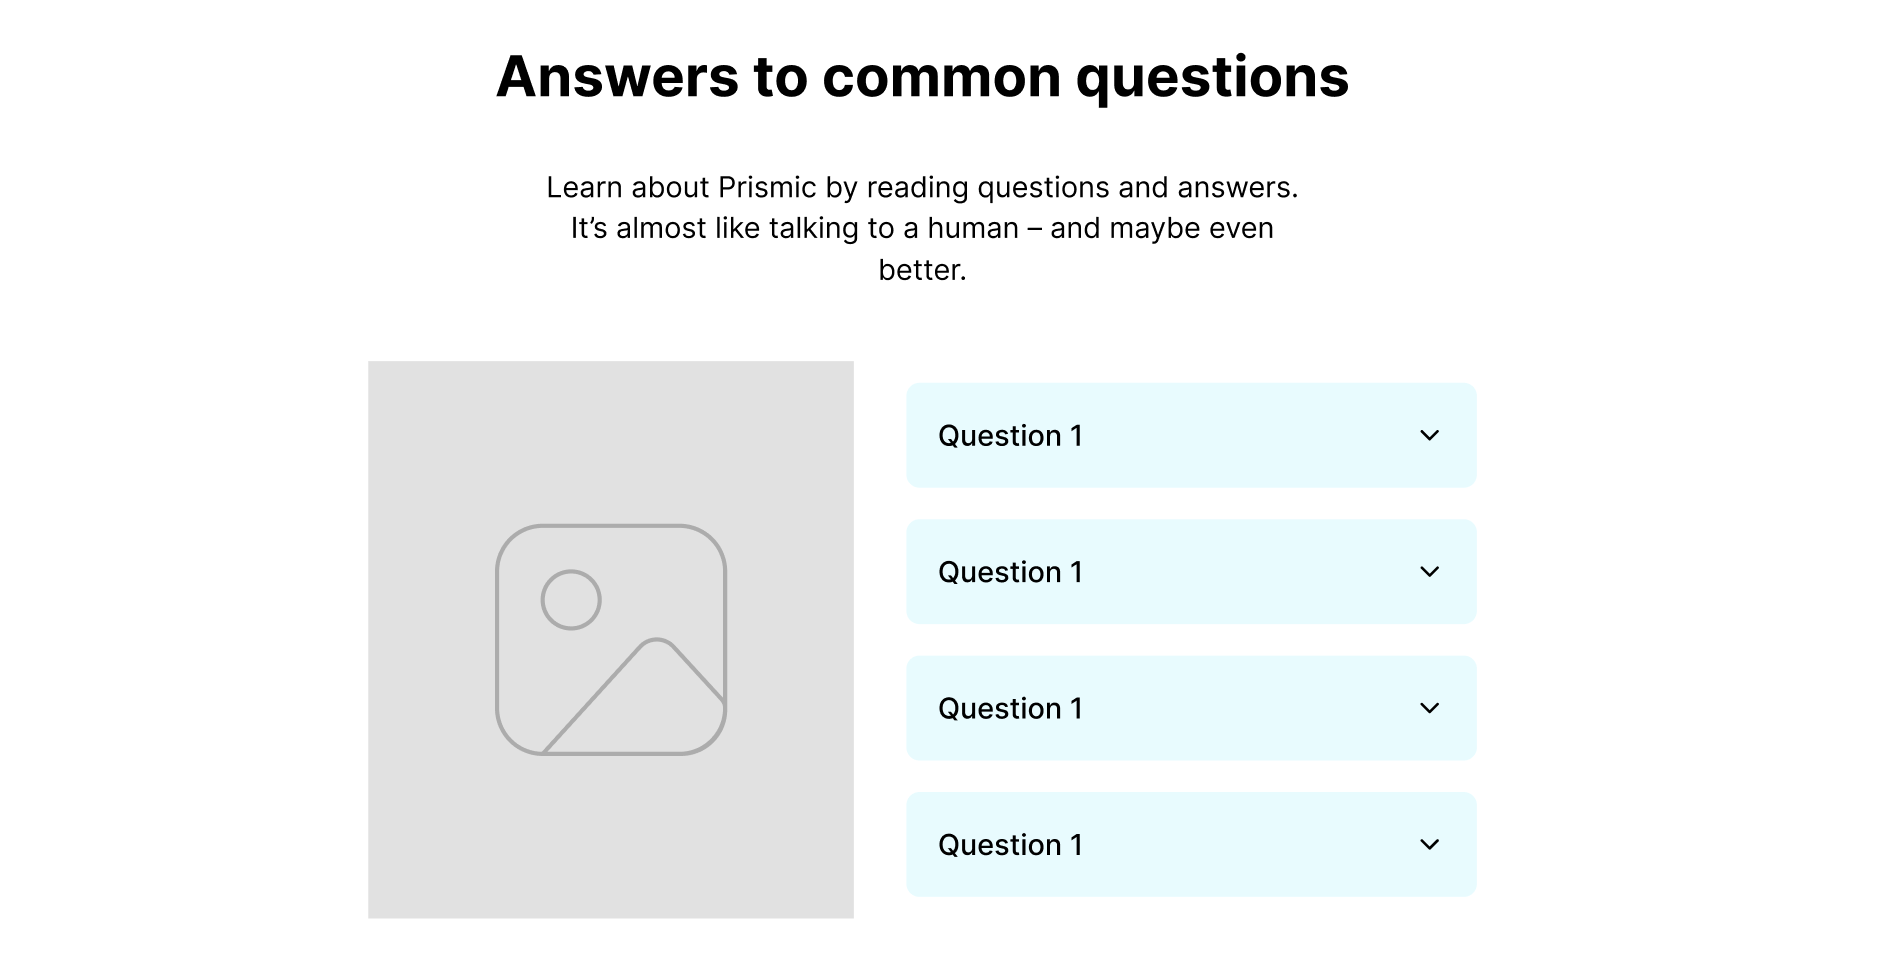 Answers to common questions
Learn about Prismic by reading questions and answers.
It’s almost like talking to a human – and maybe even
better.
Question 1
Question 1
Question 1
Question 1